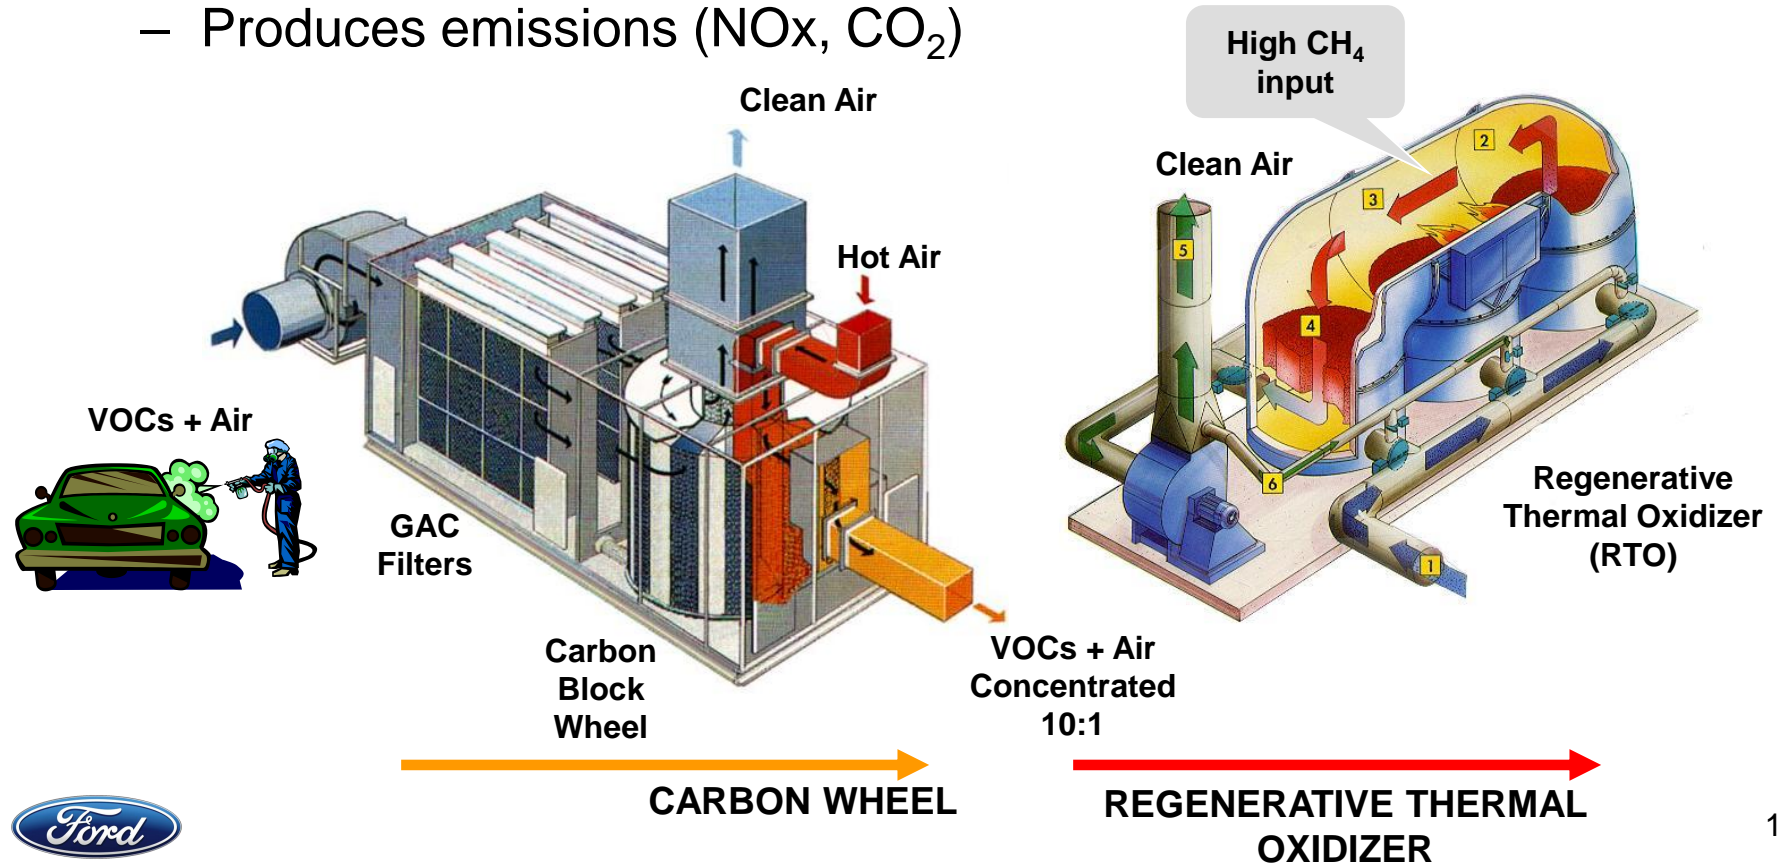 – Produces emissions (NOx, CO₂)
High CH₄
input
Clean Air
Clean Air
Hot Air
VOCs + Air
GAC
Filters
Carbon
Block
Wheel
VOCs + Air
Concentrated
10:1
2
3
5
4
6
1
Regenerative
Thermal Oxidizer
(RTO)
CARBON WHEEL
REGENERATIVE THERMAL
OXIDIZER
Ford
1